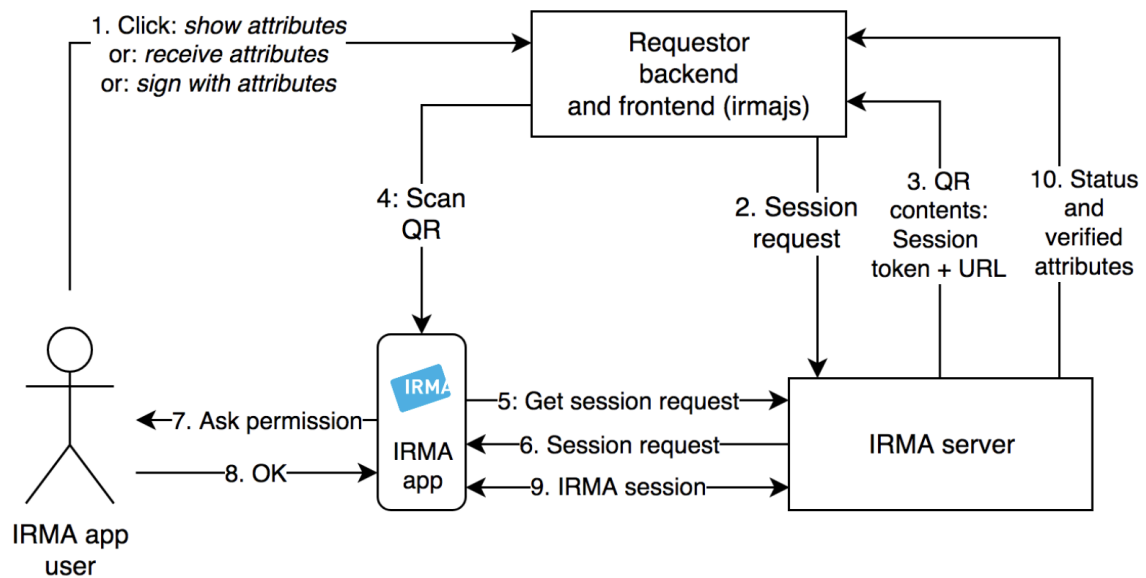 1. Click: show attributes
or: receive attributes
or: sign with attributes
Requestor
backend
and frontend (irmajs)
4: Scan
QR
2. Session
request
3. QR
contents:
Session
token + URL
10. Status
and
verified
attributes
IRMA
IRMA
app
7. Ask permission
8. OK
5: Get session request
6. Session request
9. IRMA session
IRMA server
IRMA app
user